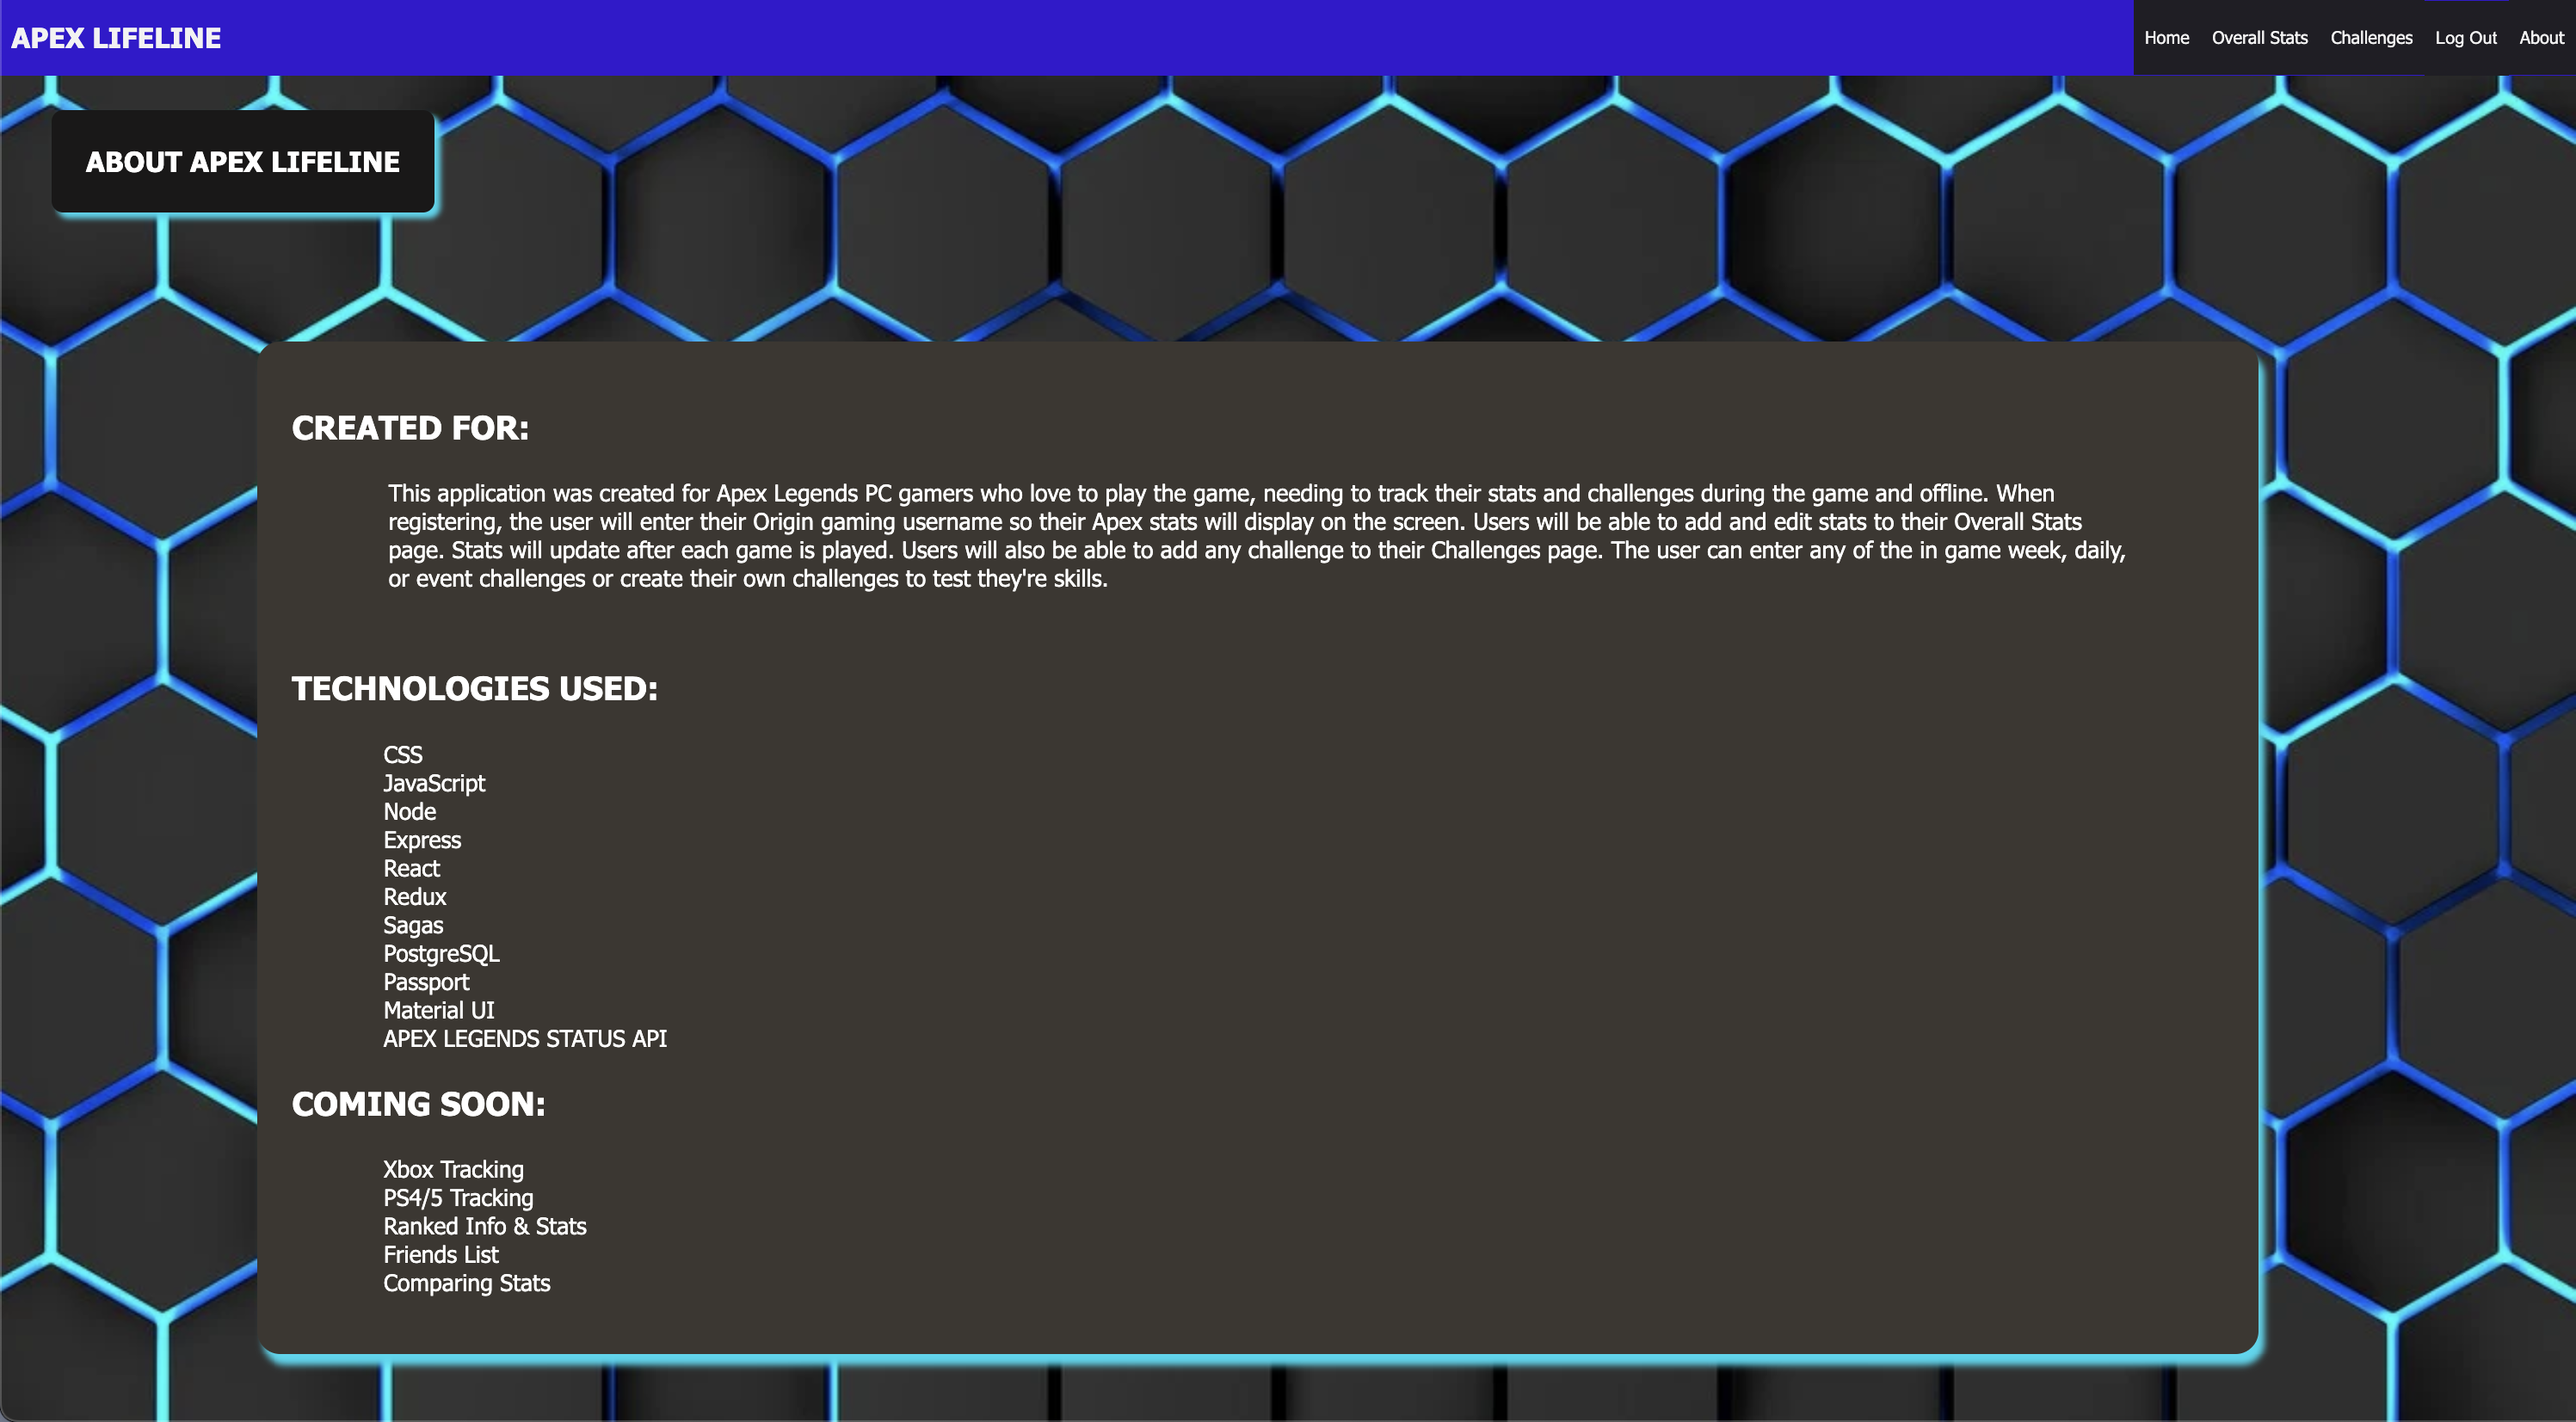 APEX LIFELINE
Home Overall Stats Challenges Log Out About
ABOUT APEX LIFELINE
CREATED FOR:
This application was created for Apex Legends PC gamers who love to play the game, needing to track their stats and challenges during the game and offline. When
registering, the user will enter their Origin gaming username so their Apex stats will display on the screen. Users will be able to add and edit stats to their Overall Stats
page. Stats will update after each game is played. Users will also be able to add any challenge to their Challenges page. The user can enter any of the in game week, daily,
or event challenges or create their own challenges to test they're skills.
TECHNOLOGIES USED:
CSS
JavaScript
Node
Express
React
Redux
Sagas
PostgreSQL
Passport
Material UI
APEX LEGENDS STATUS API
COMING SOON:
Xbox Tracking
PS4/5 Tracking
Ranked Info & Stats
Friends List
Comparing Stats